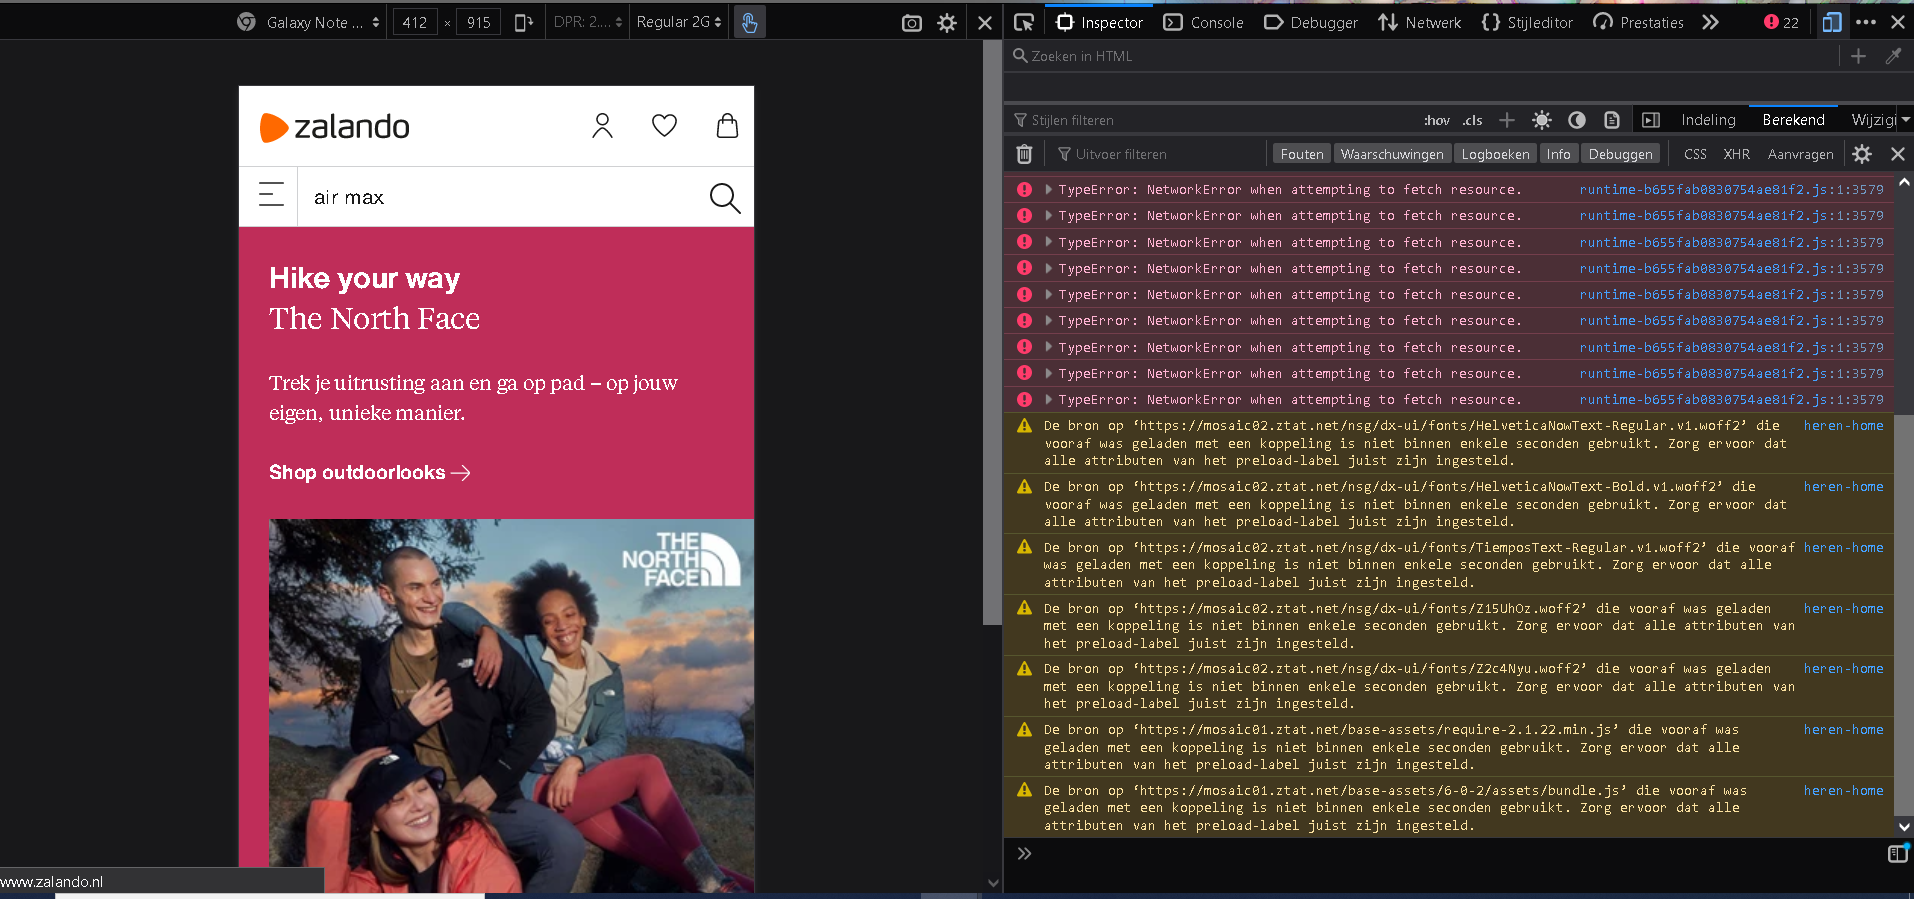 Galaxy Note ...
412 × 915
DPR: 2....
Regular 2G
zalando
air max
Hike your way
The North Face
Trek je uitrusting aan en ga op pad – op jouw
eigen, unieke manier.
Shop outdoorlooks
THE
NORTH
FACE
www.zalando.nl
Inspector Console Debugger Netwerk Stijleditor Prestaties 22
Zoeken in HTML
Stijlen filteren :hov .cls Indeling Berekend Wijzigi
Uitvoer filteren Fouten Waarschuwingen Logboeken Info Debuggen CSS XHR Aanvragen
TypeError: NetworkError when attempting to fetch resource. runtime-b655fab0830754ae81f2.js:1:3579
TypeError: NetworkError when attempting to fetch resource. runtime-b655fab0830754ae81f2.js:1:3579
TypeError: NetworkError when attempting to fetch resource. runtime-b655fab0830754ae81f2.js:1:3579
TypeError: NetworkError when attempting to fetch resource. runtime-b655fab0830754ae81f2.js:1:3579
TypeError: NetworkError when attempting to fetch resource. runtime-b655fab0830754ae81f2.js:1:3579
TypeError: NetworkError when attempting to fetch resource. runtime-b655fab0830754ae81f2.js:1:3579
TypeError: NetworkError when attempting to fetch resource. runtime-b655fab0830754ae81f2.js:1:3579
TypeError: NetworkError when attempting to fetch resource. runtime-b655fab0830754ae81f2.js:1:3579
TypeError: NetworkError when attempting to fetch resource. runtime-b655fab0830754ae81f2.js:1:3579
De bron op ‘https://mosaic02.ztat.net/nsg/dx-ui/fonts/HelveticaNowText-Regular.v1.woff2’ die heren-home
vooraf was geladen met een koppeling is niet binnen enkele seconden gebruikt. Zorg ervoor dat
alle attributen van het preload-label juist zijn ingesteld.
De bron op ‘https://mosaic02.ztat.net/nsg/dx-ui/fonts/HelveticaNowText-Bold.v1.woff2’ die heren-home
vooraf was geladen met een koppeling is niet binnen enkele seconden gebruikt. Zorg ervoor dat
alle attributen van het preload-label juist zijn ingesteld.
De bron op ‘https://mosaic02.ztat.net/nsg/dx-ui/fonts/TiemposText-Regular.v1.woff2’ die vooraf heren-home
was geladen met een koppeling is niet binnen enkele seconden gebruikt. Zorg ervoor dat alle
attributen van het preload-label juist zijn ingesteld.
De bron op ‘https://mosaic02.ztat.net/nsg/dx-ui/fonts/Z15UhOz.woff2’ die vooraf was geladen heren-home
met een koppeling is niet binnen enkele seconden gebruikt. Zorg ervoor dat alle attributen van
het preload-label juist zijn ingesteld.
De bron op ‘https://mosaic02.ztat.net/nsg/dx-ui/fonts/Z2c4Nyu.woff2’ die vooraf was geladen heren-home
met een koppeling is niet binnen enkele seconden gebruikt. Zorg ervoor dat alle attributen van
het preload-label juist zijn ingesteld.
De bron op ‘https://mosaic01.ztat.net/base-assets/require-2.1.22.min.js’ die vooraf was heren-home
geladen met een koppeling is niet binnen enkele seconden gebruikt. Zorg ervoor dat alle
attributen van het preload-label juist zijn ingesteld.
De bron op ‘https://mosaic01.ztat.net/base-assets/6-0-2/assets/bundle.js’ die vooraf was heren-home
geladen met een koppeling is niet binnen enkele seconden gebruikt. Zorg ervoor dat alle
attributen van het preload-label juist zijn ingesteld.